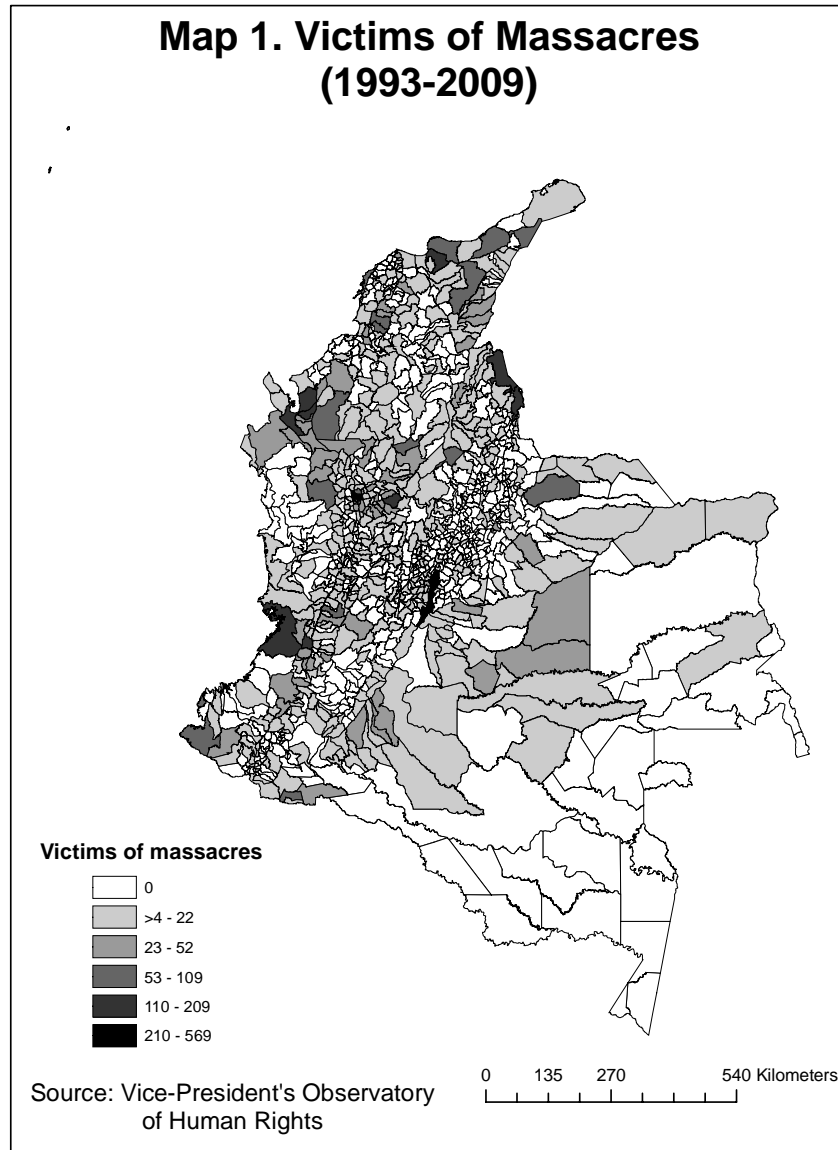 Map 1. Victims of Massacres
(1993-2009)
Victims of massacres
0
>4 - 22
23 - 52
53 - 109
110 - 209
210 - 569
Source: Vice-President's Observatory
of Human Rights
0 135 270 540 Kilometers